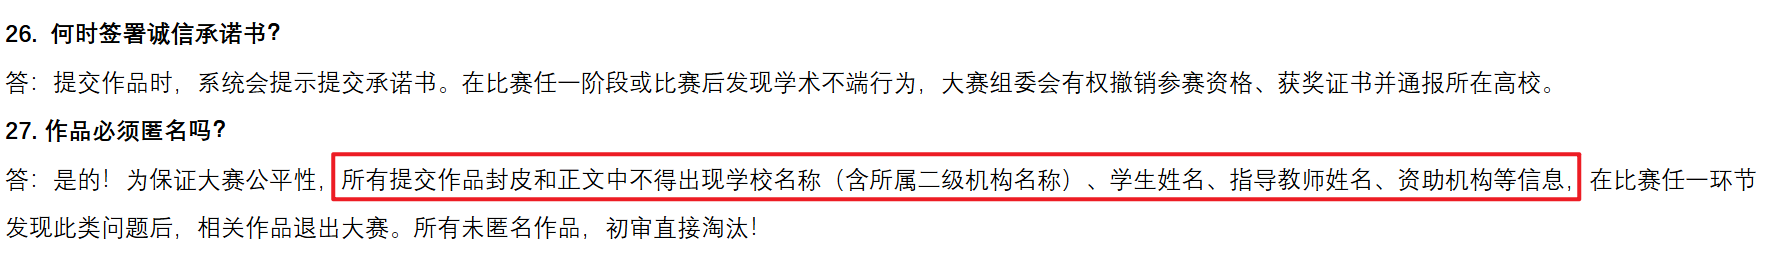 26. 何时签署诚信承诺书？
答：提交作品时，系统会提示提交承诺书。在比赛任一阶段或比赛后发现学术不端行为，大赛组委会有权撤销参赛资格、获奖证书并通报所在高校。
27. 作品必须匿名吗？
答：是的！为保证大赛公平性，所有提交作品封皮和正文中不得出现学校名称（含所属二级机构名称）、学生姓名、指导教师姓名、资助机构等信息，在比赛任一环节
发现此类问题后，相关作品退出大赛。所有未匿名作品，初审直接淘汰！